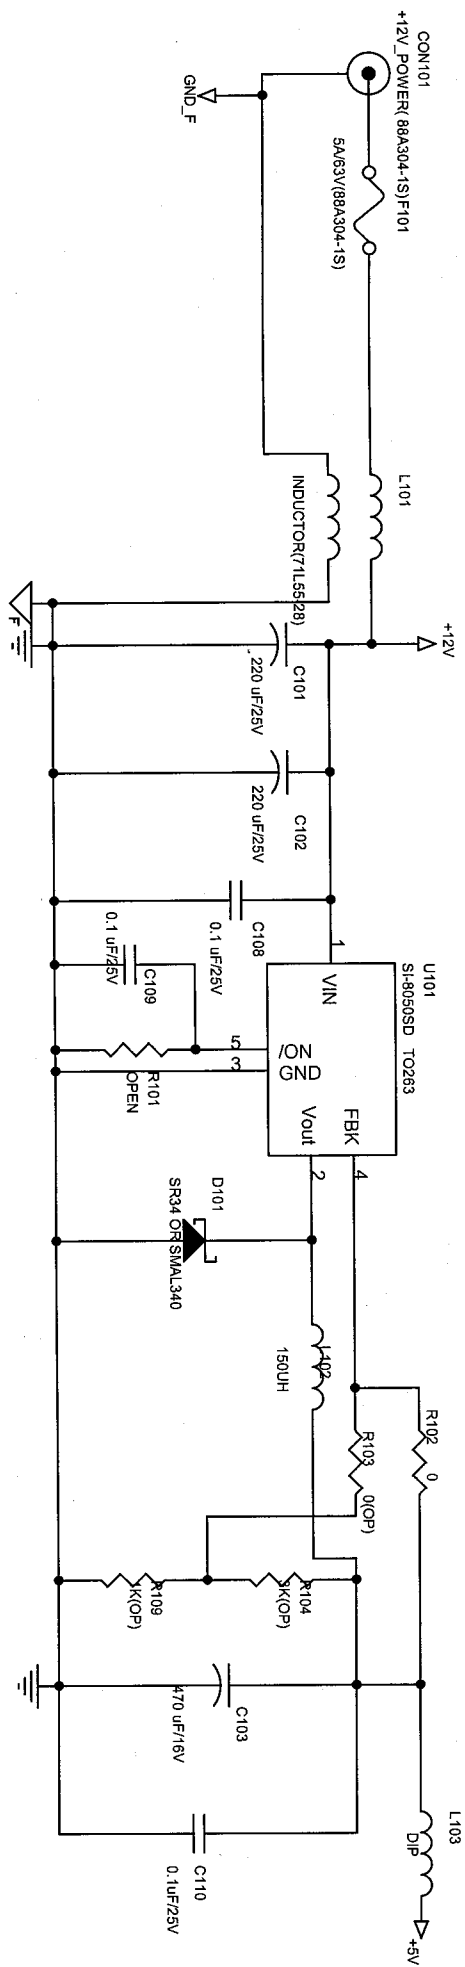 CON101
+12V_POWER( 88A304-1S)
F101
5A/63V(88A304-1S)
GND_F
L101
INDUCTOR(71L55-28)
F
+12V
C101
220 uF/25V
C102
220 uF/25V
C108
0.1 uF/25V
C109
0.1 uF/25V
U101
SI-8050SD TO263
1
VIN
5
/ON
3
GND
Vout
2
FBK
4
R101
OPEN
D101
SR34 OR SMAL340
L102
150UH
R102
0
R103
0(OP)
R104
3K(OP)
R109
1K(OP)
C103
470 uF/16V
C110
0.1uF/25V
L103
DIP
+5V